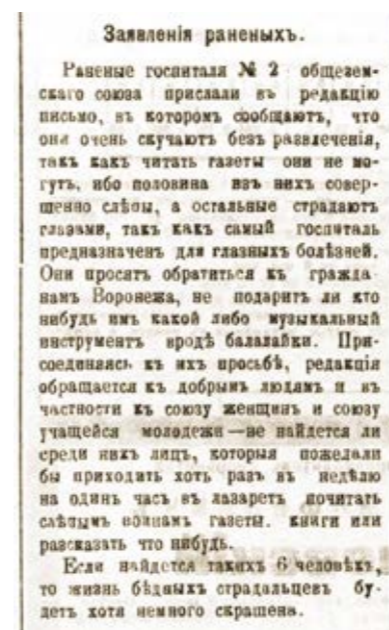 Заявленія раненыхъ.
Раненые госпиталя № 2 общезем-
скаго союза прислали въ редакцію
письмо, въ которомъ сообщаютъ, что
они очень скучаютъ безъ развлеченія,
такъ какъ читать газеты они не мо-
гутъ, ибо половина изъ нихъ совер-
шенно слѣпы, а остальные страдаютъ
глазами, такъ какъ самый госпиталь
предназначенъ для глазныхъ болѣзней.
Они просятъ обратиться къ гражда-
намъ Воронежа, не подаритъ ли кто
нибудь имъ какой либо музыкальный
инструментъ вродѣ балалайки. При-
соединяясь къ ихъ просьбѣ, редакція
обращается къ добрымъ людямъ и въ
частности къ союзу женщинъ и союзу
учащейся молодежи—не найдется ли
среди нихъ лицъ, которыя пожелали
бы приходить хоть разъ въ недѣлю
на одинъ часъ въ лазаретъ почитать
слѣпымъ воинамъ газеты. книги или
разсказать что нибудь.
Если найдется такихъ 6 человѣкъ,
то жизнь бѣдныхъ страдальцевъ бу-
детъ хотя немного скрашена.